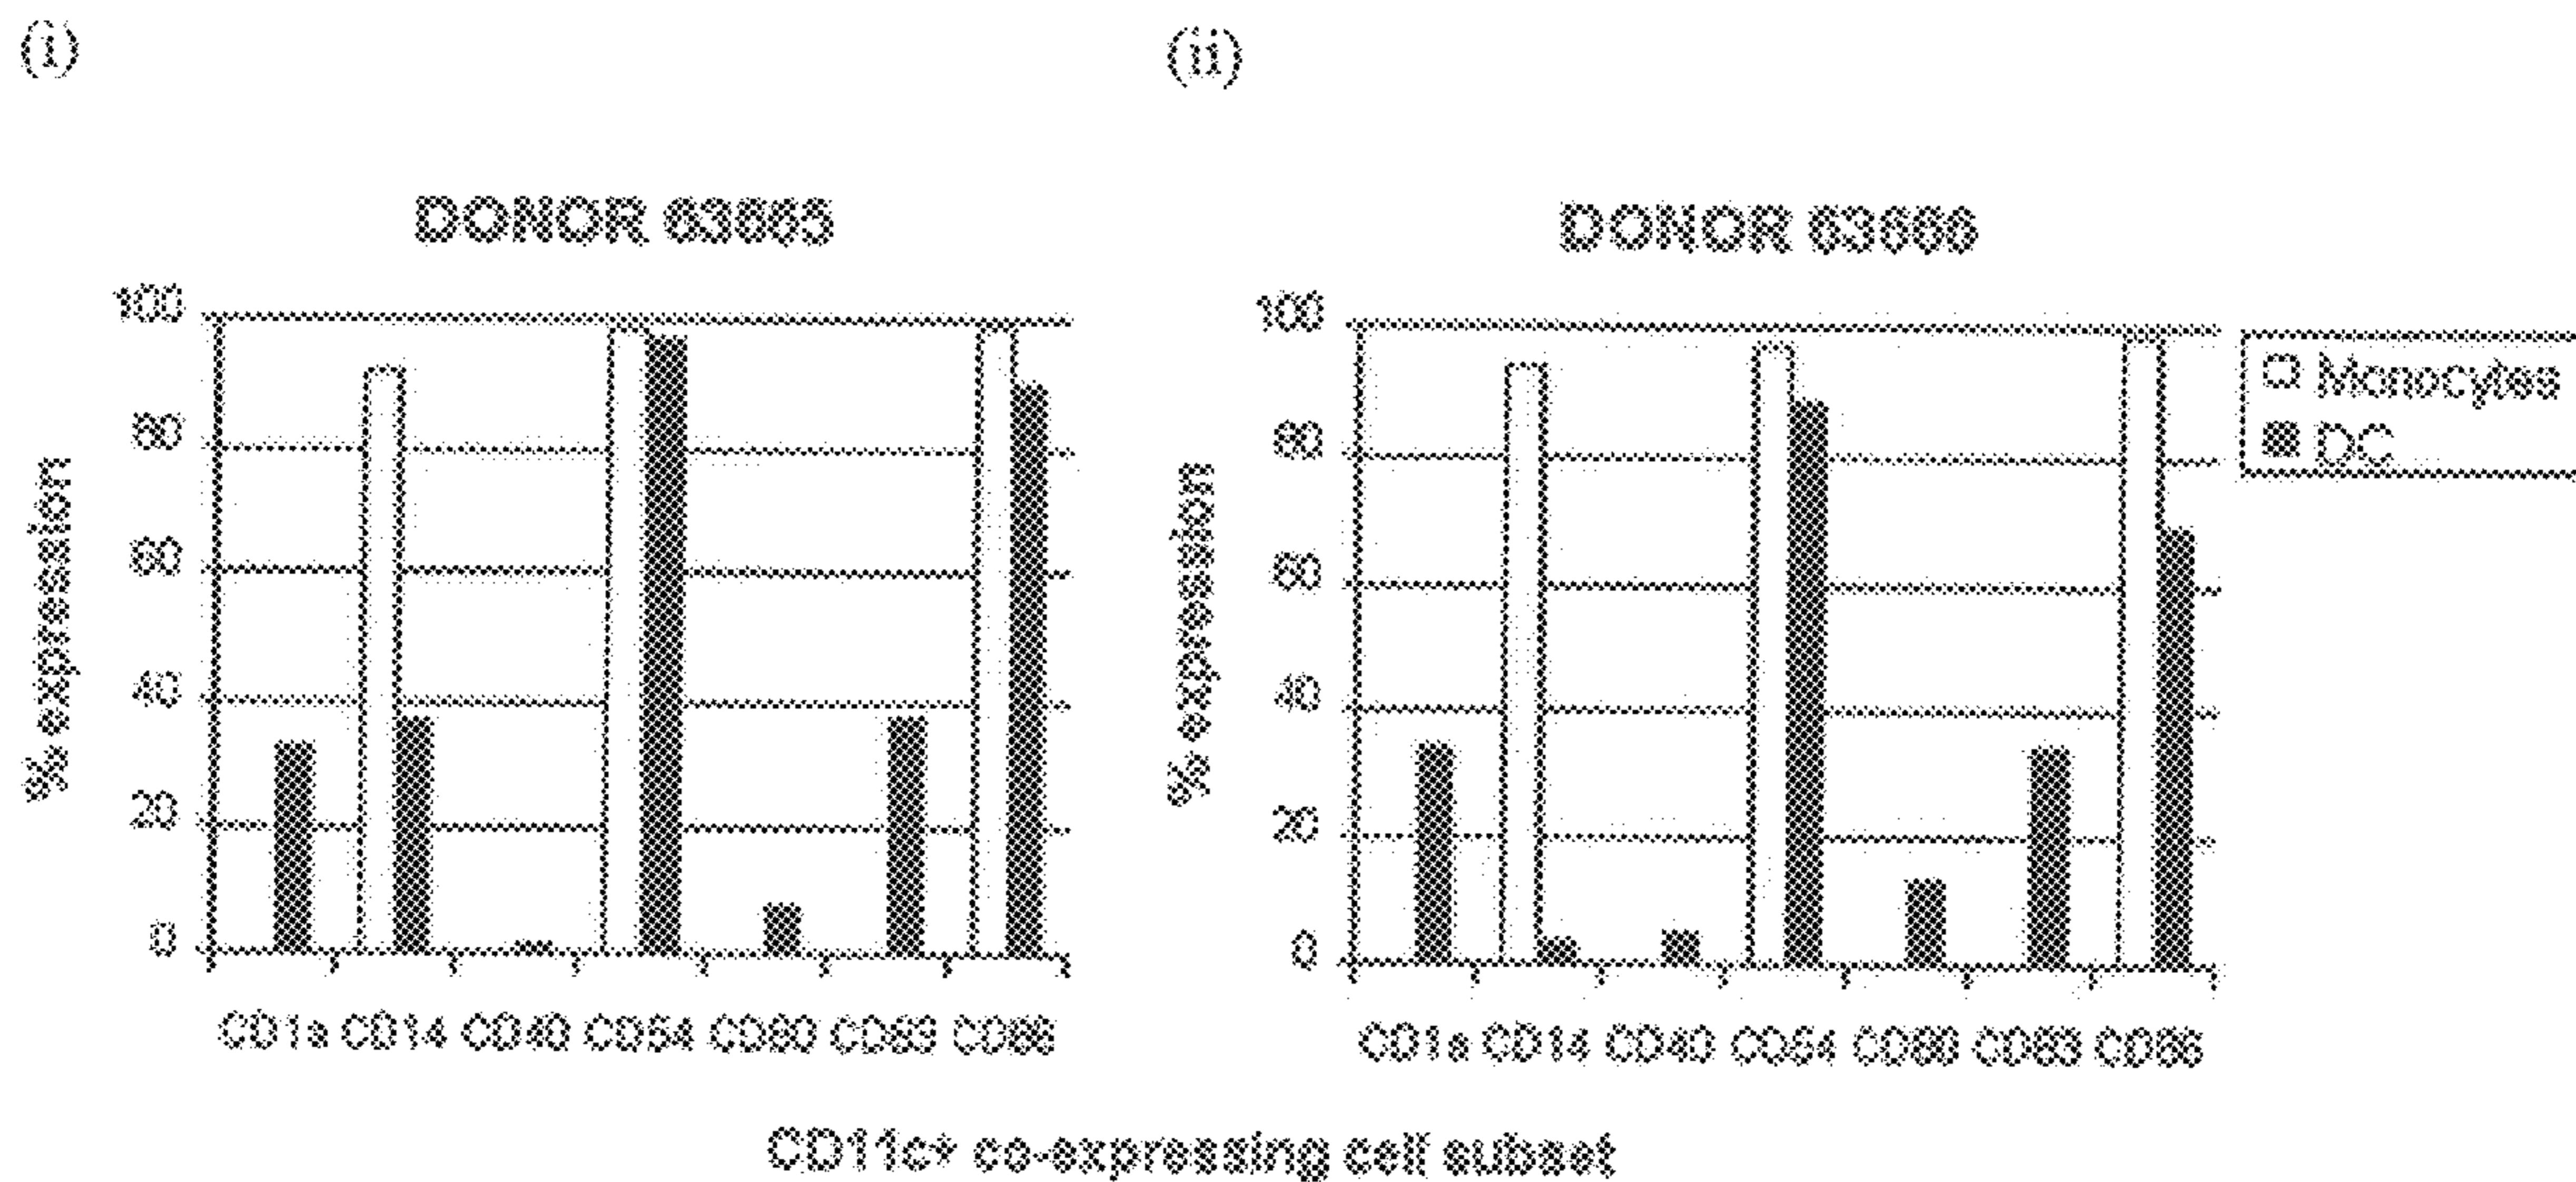 (i)
(ii)
DONOR 63665
DONOR 63666
100
80
60
40
20
0
% expression
CD1a CD14 CD40 CD54 CD80 CD83 CD86
100
80
60
40
20
0
% expression
CD1a CD14 CD40 CD54 CD80 CD83 CD86
Monocytes
DC
CD11c+ co-expressing cell subset